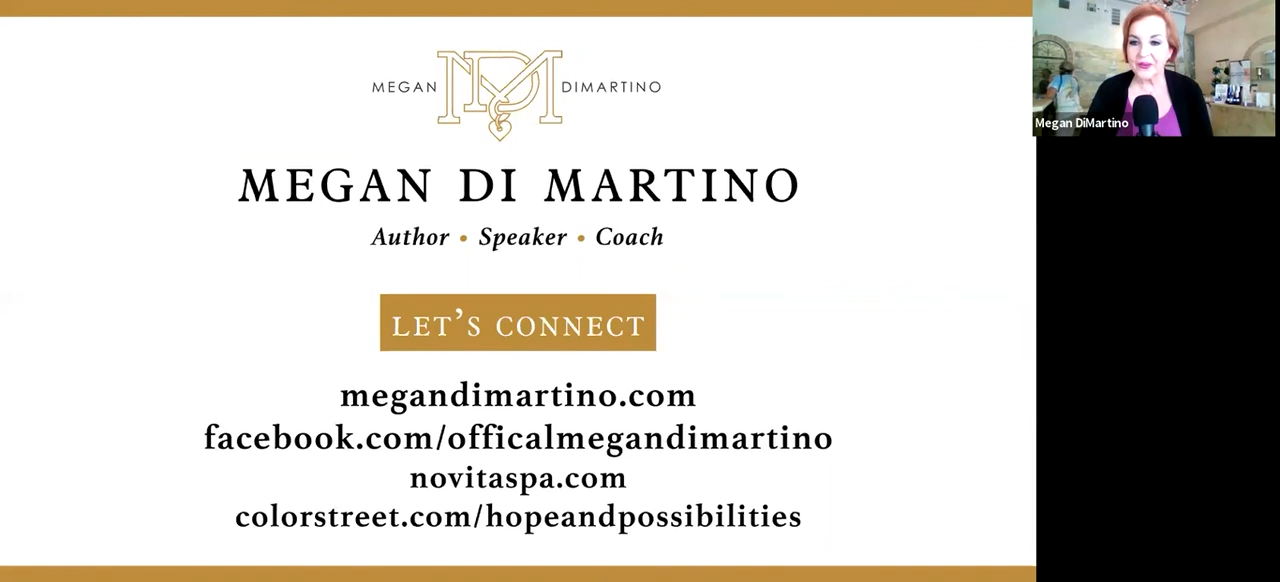 MEGAN DM DIMARTINO
MEGAN DI MARTINO
Author • Speaker • Coach
LET'S CONNECT
megandimartino.com
facebook.com/officalmegandimartino
novitaspa.com
colorstreet.com/hopeandpossibilities
Megan DiMartino